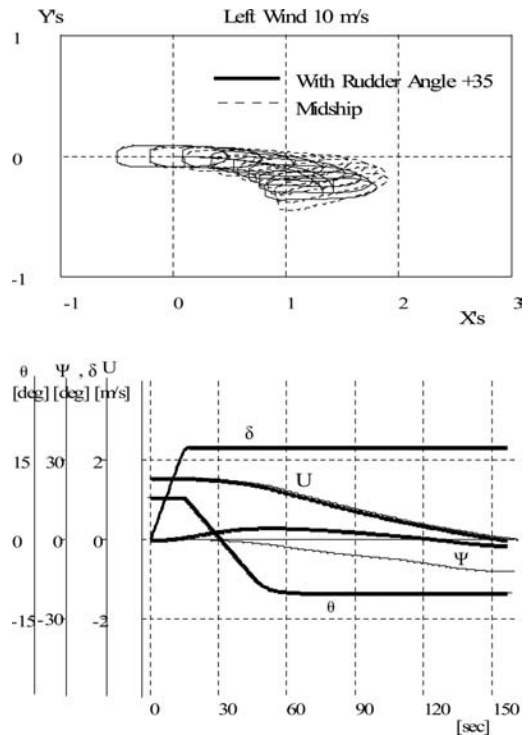 Y's Left Wind 10 m/s
1
With Rudder Angle +35
Midship
0
-1
-1 0 1 2 3
X's
θ Ψ , δ U
[deg] [deg] [m/s]
δ
15 30 2
U
0 0 0
Ψ
θ
-15 -30 -2
0 30 60 90 120 150
[sec]